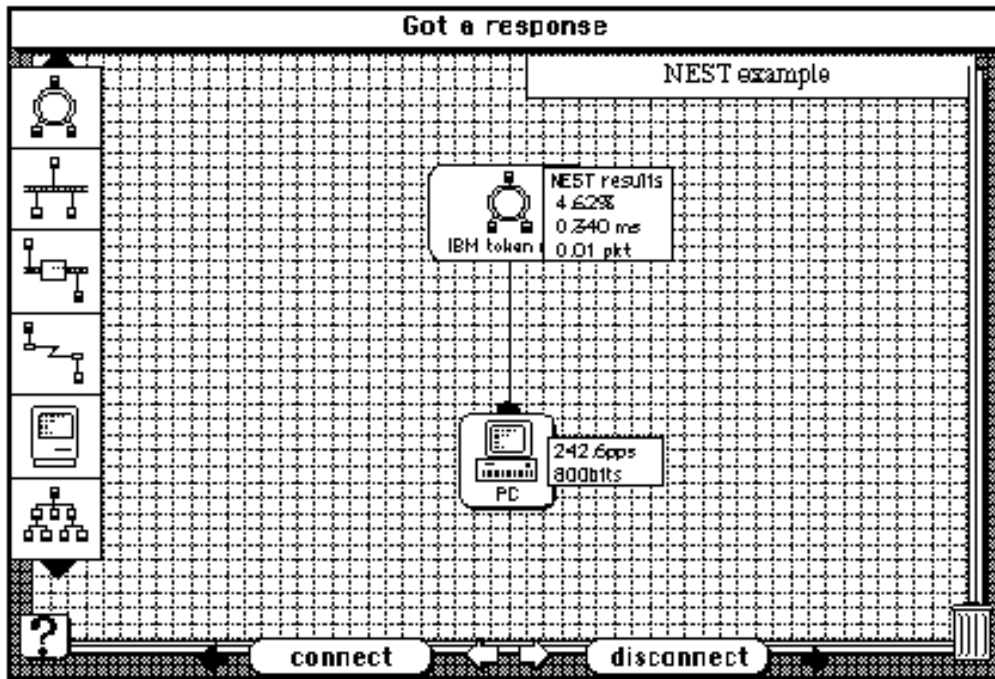 Got a response
NEST example
NEST results
4.62%
0.340 ms
0.01 pkt
IBM token
242.6pps
800bits
PC
?
connect
disconnect